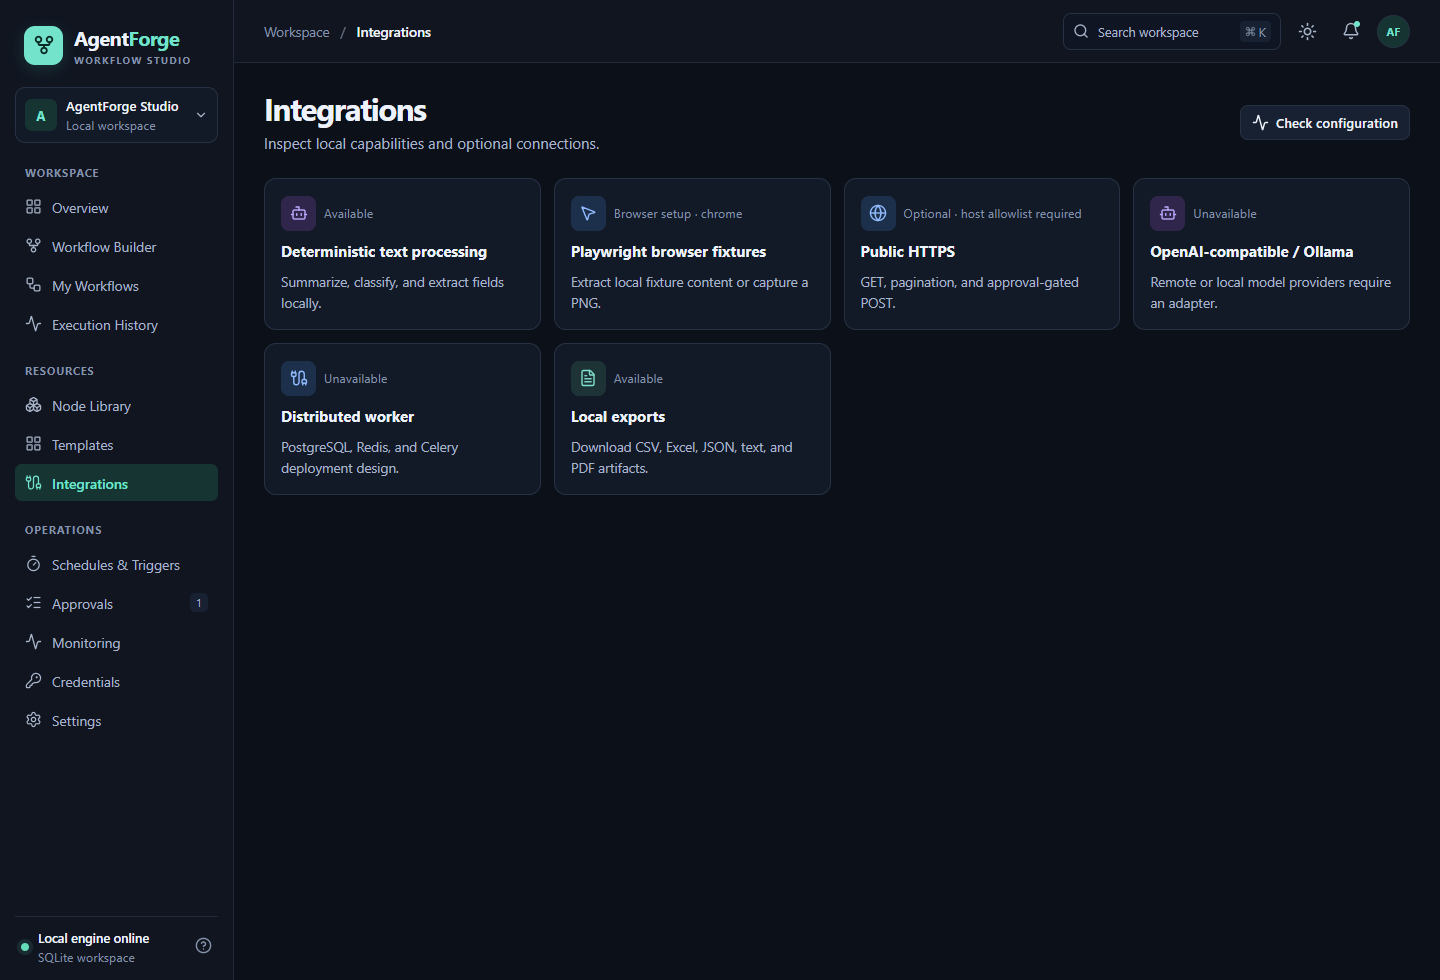 AgentForge
WORKFLOW STUDIO
A
AgentForge Studio
Local workspace
WORKSPACE
Overview
Workflow Builder
My Workflows
Execution History
RESOURCES
Node Library
Templates
Integrations
OPERATIONS
Schedules & Triggers
Approvals 1
Monitoring
Credentials
Settings
Local engine online
SQLite workspace
Workspace / Integrations
Search workspace ⌘ K
AF
Integrations
Inspect local capabilities and optional connections.
Check configuration
Available
Deterministic text processing
Summarize, classify, and extract fields
locally.
Browser setup · chrome
Playwright browser fixtures
Extract local fixture content or capture a
PNG.
Optional · host allowlist required
Public HTTPS
GET, pagination, and approval-gated
POST.
Unavailable
OpenAI-compatible / Ollama
Remote or local model providers require
an adapter.
Unavailable
Distributed worker
PostgreSQL, Redis, and Celery
deployment design.
Available
Local exports
Download CSV, Excel, JSON, text, and
PDF artifacts.